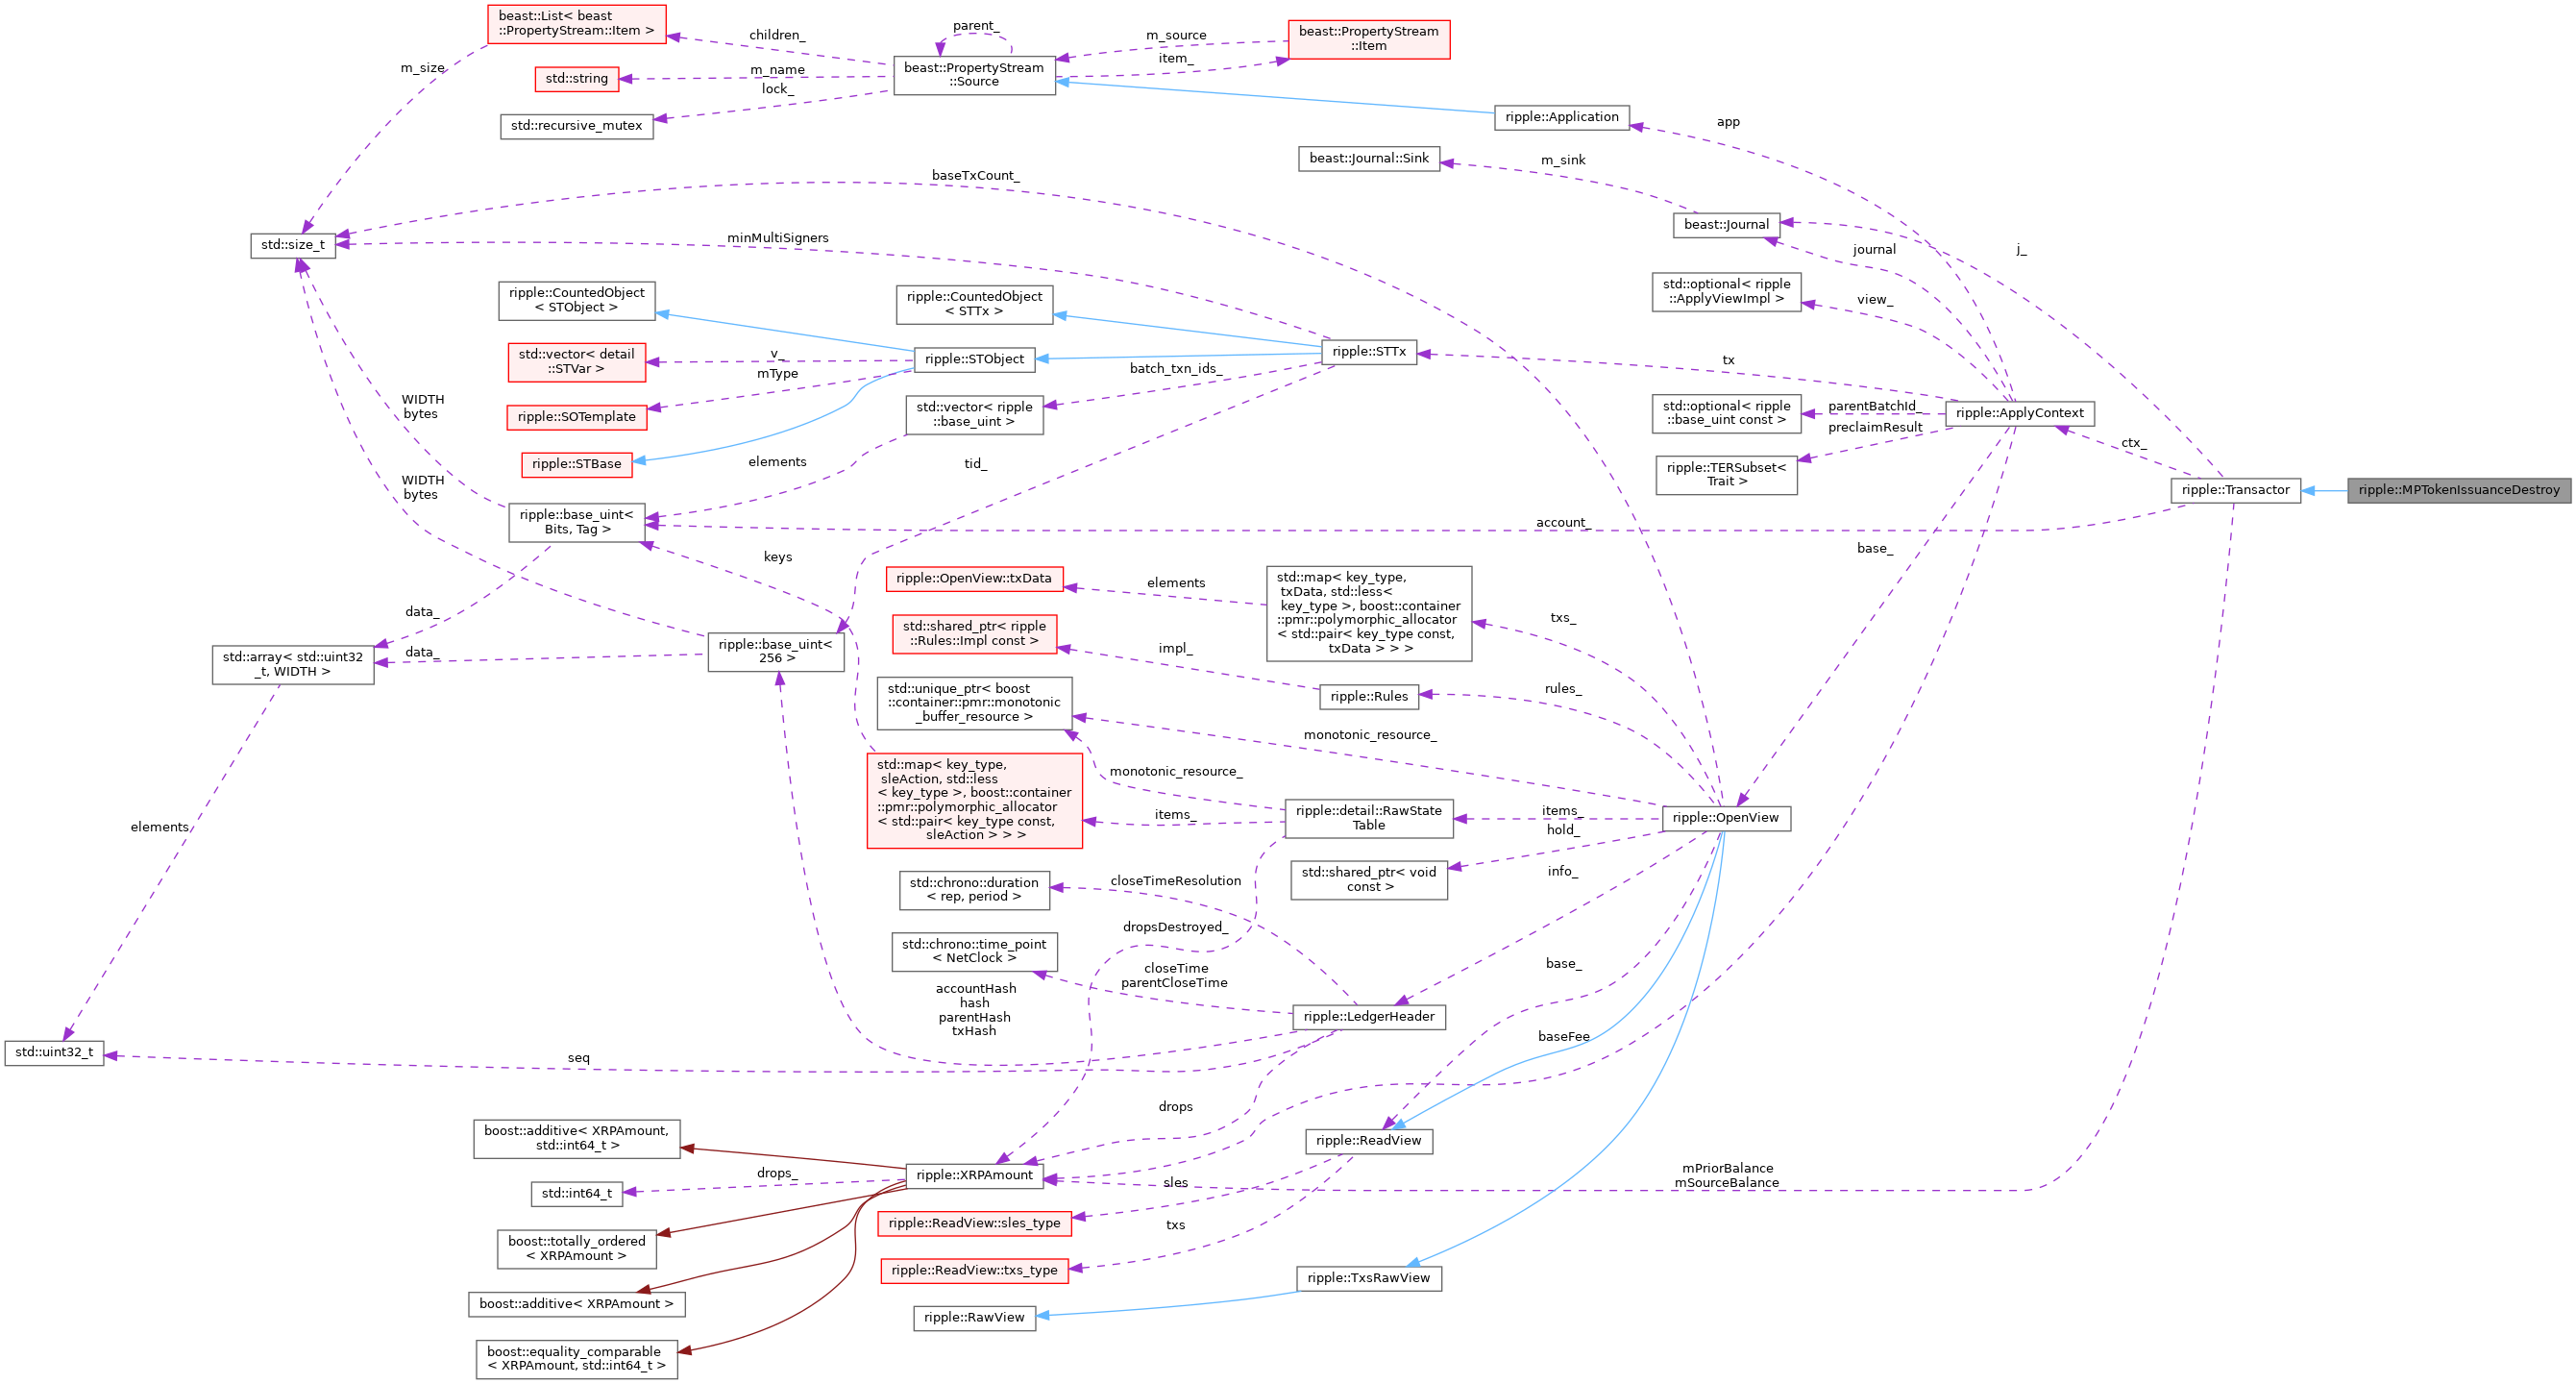 beast::List< beast
::PropertyStream::Item >
children_
parent_
m_source
beast::PropertyStream
::Item
item_
beast::PropertyStream
::Source
m_size
std::string
m_name
lock_
std::recursive_mutex
ripple::Application
app
beast::Journal::Sink
m_sink
baseTxCount_
beast::Journal
journal
j_
std::size_t
minMultiSigners
std::optional< ripple
::ApplyViewImpl >
view_
ripple::CountedObject
< STObject >
ripple::CountedObject
< STTx >
std::vector< detail
::STVar >
v_
mType
ripple::STObject
ripple::STTx
tx
batch_txn_ids_
ripple::SOTemplate
WIDTH
bytes
std::vector< ripple
::base_uint >
std::optional< ripple
::base_uint const >
parentBatchId_
preclaimResult
ripple::ApplyContext
ctx_
ripple::STBase
elements
tid_
ripple::TERSubset<
Trait >
WIDTH
bytes
ripple::Transactor
ripple::MPTokenIssuanceDestroy
ripple::base_uint<
Bits, Tag >
account_
keys
base_
ripple::OpenView::txData
elements
std::map< key_type,
txData, std::less<
key_type >, boost::container
::pmr::polymorphic_allocator
< std::pair< key_type const,
txData > > >
txs_
data_
std::shared_ptr< ripple
::Rules::Impl const >
impl_
std::array< std::uint32
_t, WIDTH >
data_
ripple::base_uint<
256 >
std::unique_ptr< boost
::container::pmr::monotonic
_buffer_resource >
ripple::Rules
rules_
monotonic_resource_
std::map< key_type,
sleAction, std::less
< key_type >, boost::container
::pmr::polymorphic_allocator
< std::pair< key_type const,
sleAction > > >
monotonic_resource_
items_
ripple::detail::RawState
Table
items_
hold_
ripple::OpenView
elements
std::chrono::duration
< rep, period >
closeTimeResolution
std::shared_ptr< void
const >
info_
dropsDestroyed_
std::chrono::time_point
< NetClock >
closeTime
parentCloseTime
base_
accountHash
hash
parentHash
txHash
ripple::LedgerHeader
baseFee
std::uint32_t
seq
drops
boost::additive< XRPAmount,
std::int64_t >
ripple::ReadView
ripple::XRPAmount
drops_
std::int64_t
sles
mPriorBalance
mSourceBalance
ripple::ReadView::sles_type
txs
boost::totally_ordered
< XRPAmount >
ripple::ReadView::txs_type
ripple::TxsRawView
boost::additive< XRPAmount >
ripple::RawView
boost::equality_comparable
< XRPAmount, std::int64_t >